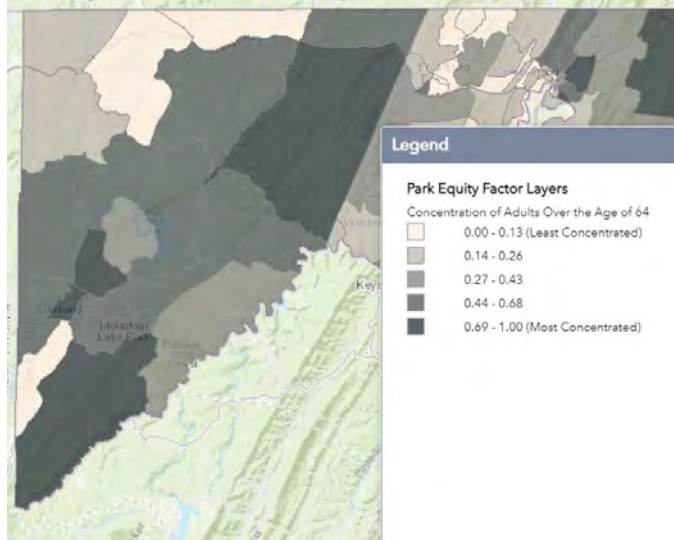 Oakland
Mountain
Lake Park
Legend
Park Equity Factor Layers
Concentration of Adults Over the Age of 64
0.00 - 0.13 (Least Concentrated)
0.14 - 0.26
0.27 - 0.43
0.44 - 0.68
0.69 - 1.00 (Most Concentrated)
Keys